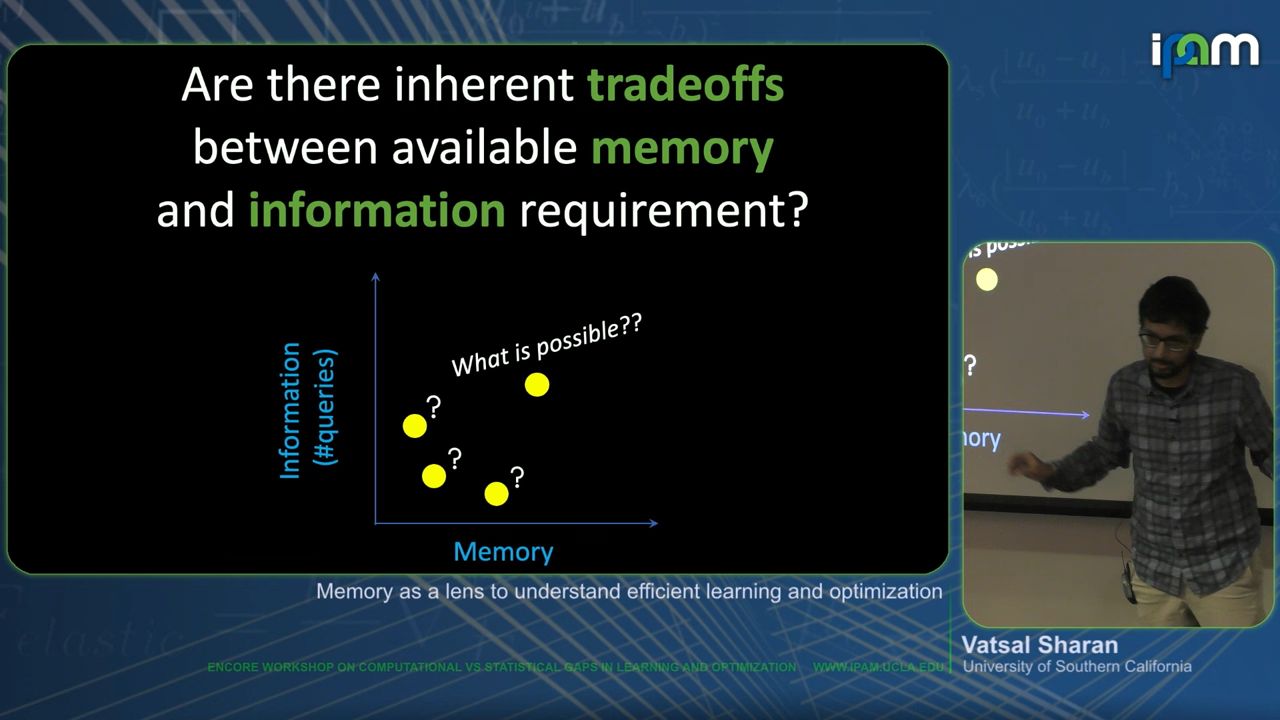 ipam
Are there inherent tradeoffs
between available memory
and information requirement?
What is possible??
?
?
?
Information
(#queries)
Memory
?
Memory as a lens to understand efficient learning and optimization
Vatsal Sharan
University of Southern California
ENCORE WORKSHOP ON COMPUTATIONAL VS STATISTICAL GAPS IN LEARNING AND OPTIMIZATION WWW.IPAM.UCLA.EDU